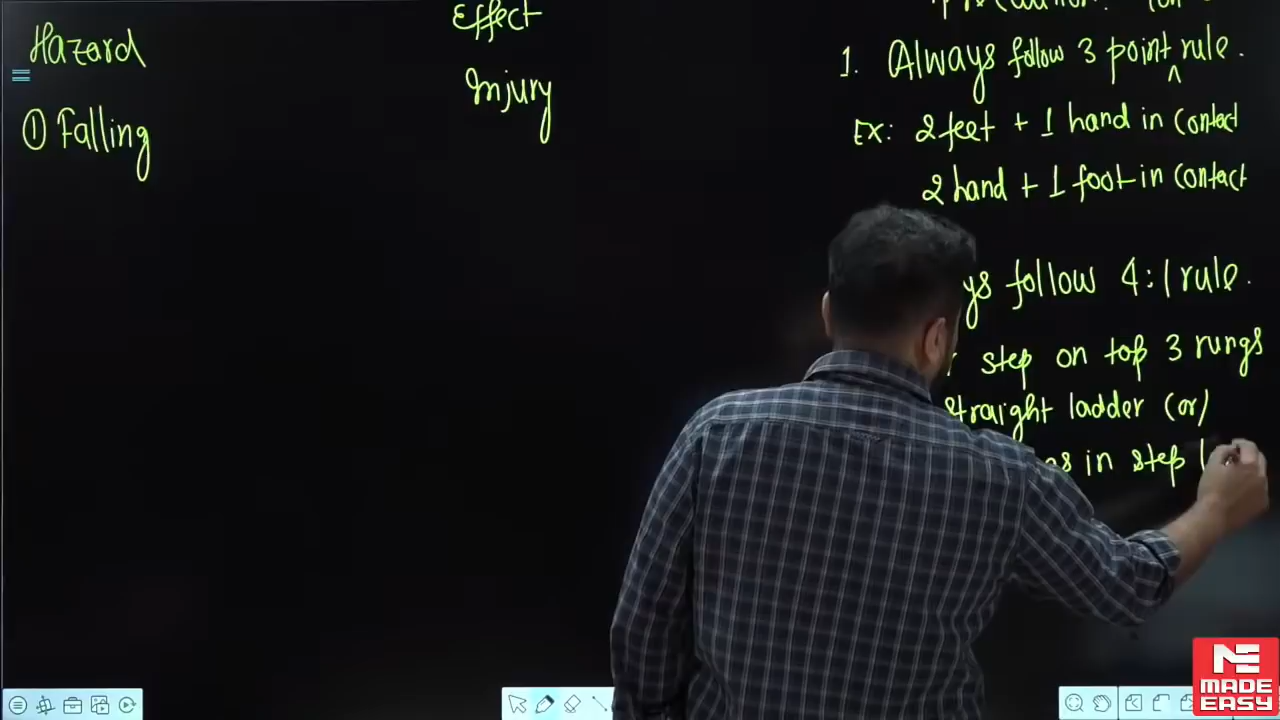 Hazard
Effect
① Falling
Injury
1. Always follow 3 point ^ rule.
Ex: 2 feet + 1 hand in contact
2 hand + 1 foot in contact
follow 4:1 rule.
step on top 3 rungs
straight ladder (or)
in step
MADE
EASY